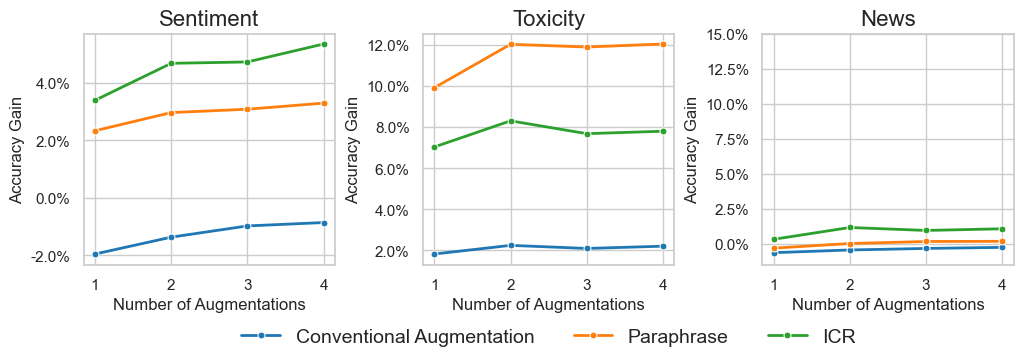 Sentiment
Accuracy Gain
4.0%
2.0%
0.0%
-2.0%
1 2 3 4
Number of Augmentations
Toxicity
Accuracy Gain
12.0%
10.0%
8.0%
6.0%
4.0%
2.0%
1 2 3 4
Number of Augmentations
News
Accuracy Gain
15.0%
12.5%
10.0%
7.5%
5.0%
2.5%
0.0%
1 2 3 4
Number of Augmentations
Conventional Augmentation Paraphrase ICR